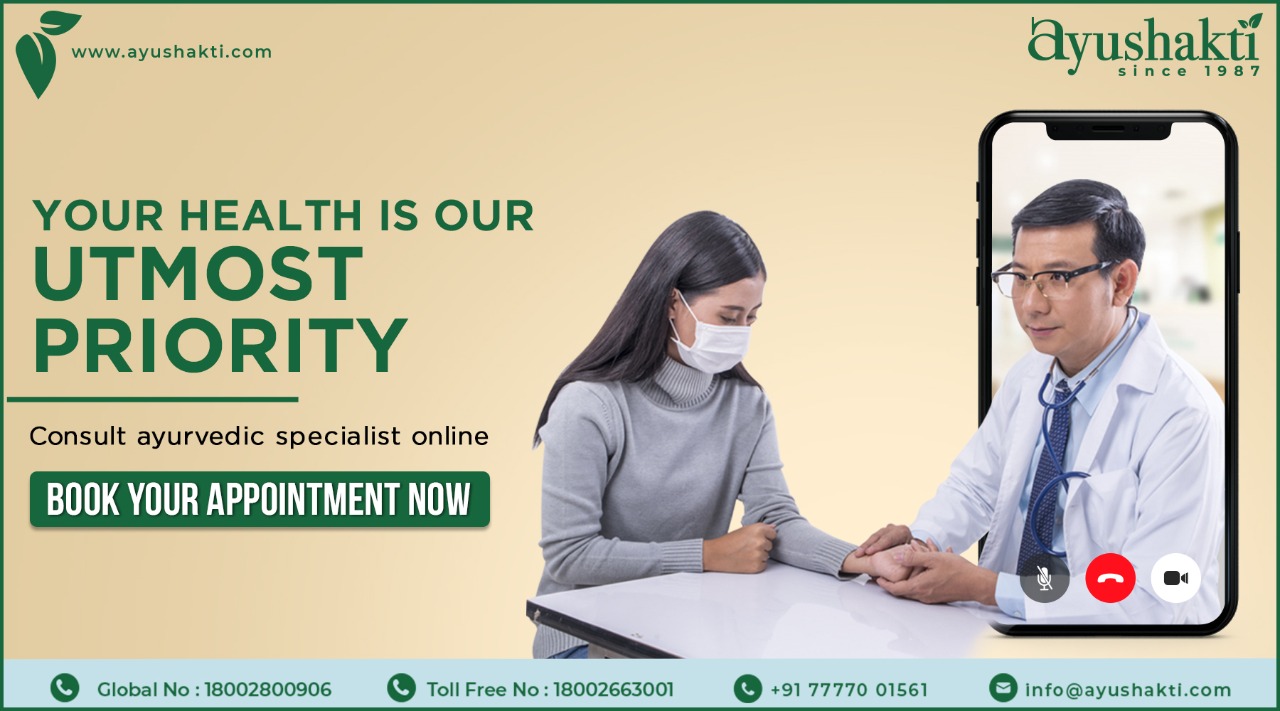 www.ayushakti.com
ayushakti
since 1987
YOUR HEALTH IS OUR
UTMOST
PRIORITY
Consult ayurvedic specialist online
BOOK YOUR APPOINTMENT NOW
Global No : 18002800906
Toll Free No : 18002663001
+91 77770 01561
info@ayushakti.com